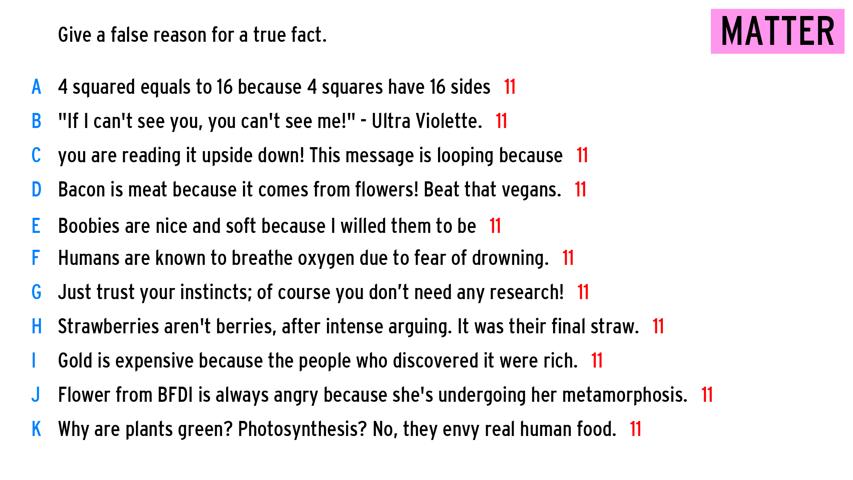 MATTER
Give a false reason for a true fact.
A 4 squared equals to 16 because 4 squares have 16 sides 11
B "If I can't see you, you can't see me!" - Ultra Violette. 11
C you are reading it upside down! This message is looping because 11
D Bacon is meat because it comes from flowers! Beat that vegans. 11
E Boobies are nice and soft because I willed them to be 11
F Humans are known to breathe oxygen due to fear of drowning. 11
G Just trust your instincts; of course you don’t need any research! 11
H Strawberries aren't berries, after intense arguing. It was their final straw. 11
I Gold is expensive because the people who discovered it were rich. 11
J Flower from BFDI is always angry because she's undergoing her metamorphosis. 11
K Why are plants green? Photosynthesis? No, they envy real human food. 11